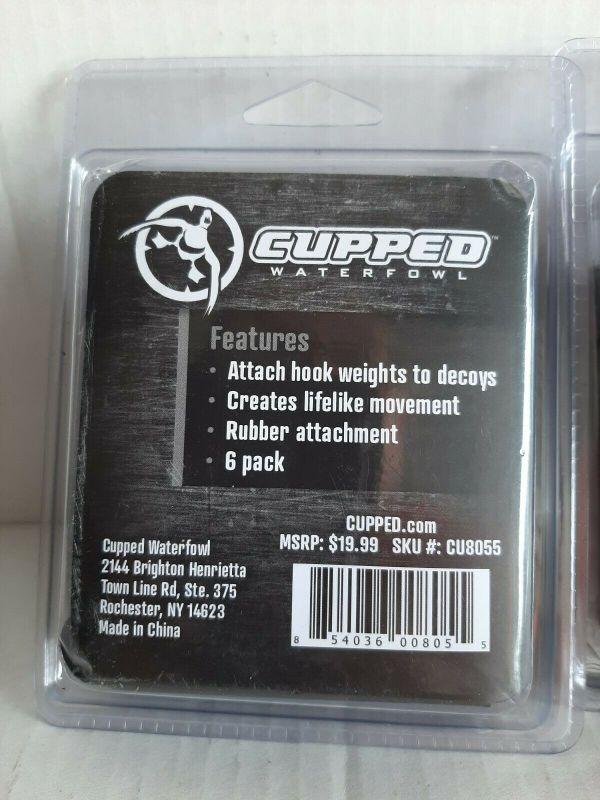 CUPPED™
WATERFOWL
Features
• Attach hook weights to decoys
• Creates lifelike movement
• Rubber attachment
• 6 pack
CUPPED.com
MSRP: $19.99 SKU #: CU8055
Cupped Waterfowl
2144 Brighton Henrietta
Town Line Rd, Ste. 375
Rochester, NY 14623
Made in China
8 54036 00805 5